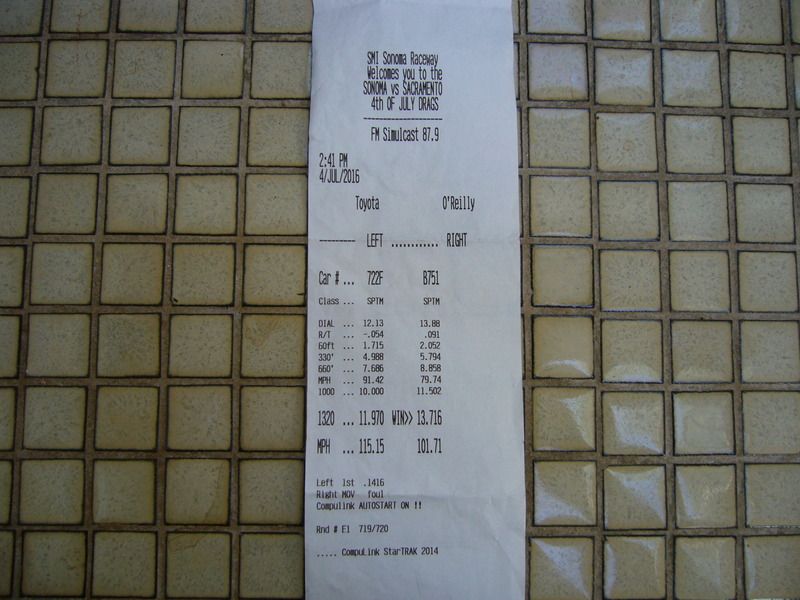 SMI Sonoma Raceway
Welcomes you to the
SONOMA vs SACRAMENTO
4th OF JULY DRAGS
--------------------
FM Simulcast 87.9
2:41 PM
4/JUL/2016
Toyota O'Reilly
--------- LEFT ............ RIGHT
Car # ... 722F B751
Class ... SPTM SPTM
DIAL ... 12.13 13.88
R/T ... -.054 .091
60ft ... 1.715 2.052
330' ... 4.988 5.794
660' ... 7.686 8.858
MPH ... 91.42 79.74
1000 ... 10.000 11.502
1320 ... 11.970 WIN>> 13.716
MPH ... 115.15 101.71
Left 1st .1416
Right MOV foul
Compulink AUTOSTART ON !!
Rnd # E1 719/720
..... CompuLink StarTRAK 2014